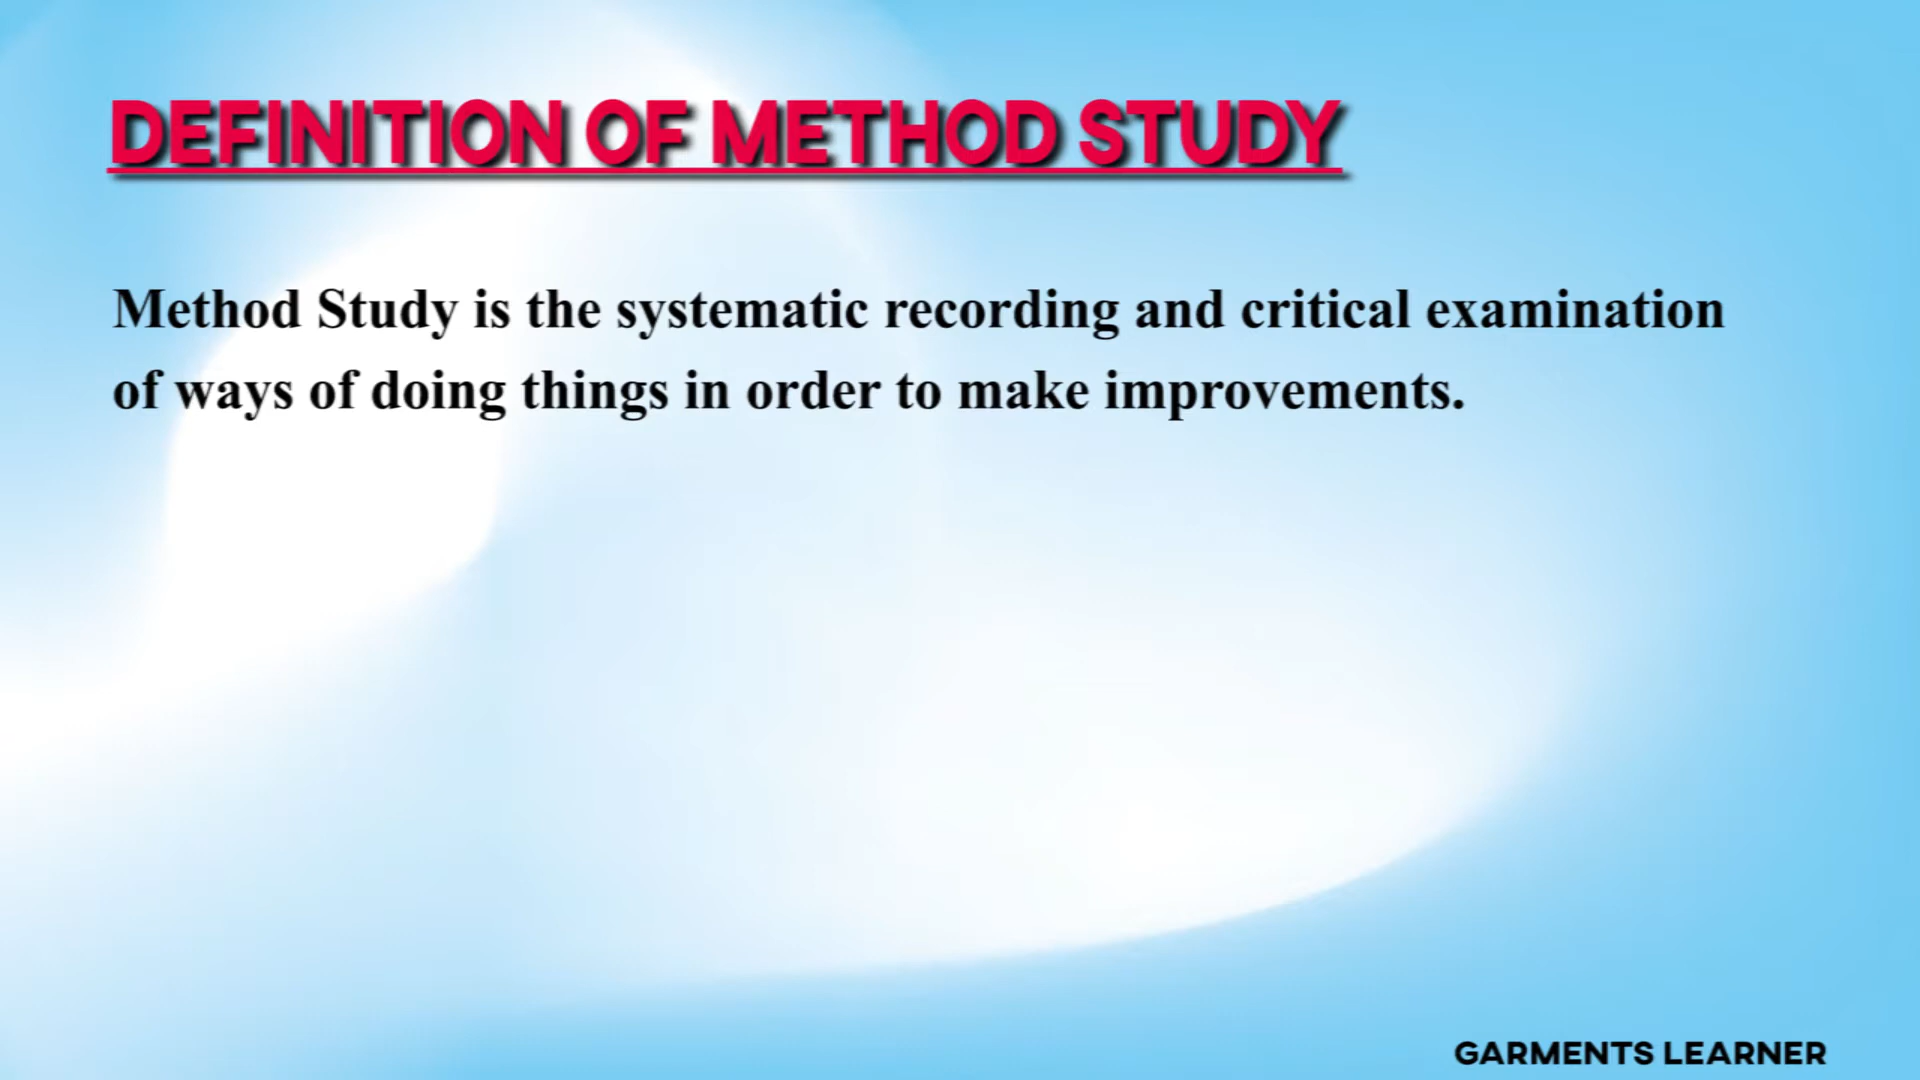 DEFINITION OF METHOD STUDY
Method Study is the systematic recording and critical examination
of ways of doing things in order to make improvements.
GARMENTS LEARNER